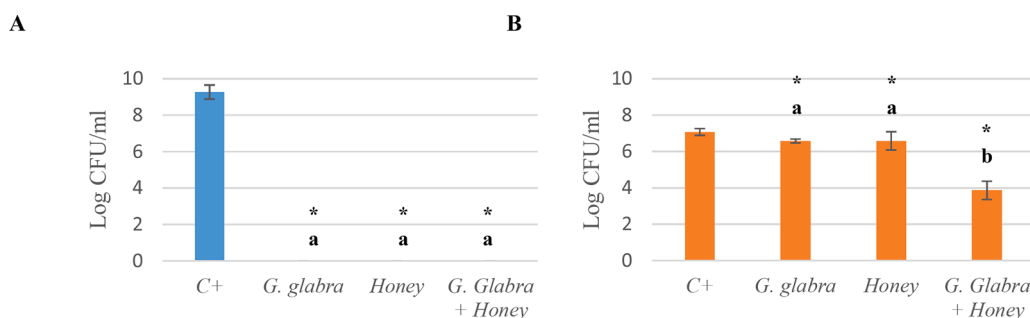 A
Log CFU/ml
10
8
6
4
2
0
* * *
a a a
C+ G. glabra Honey G. Glabra
+ Honey
B
Log CFU/ml
10
8
6
4
2
0
* *
a a
*
b
C+ G. glabra Honey G. Glabra
+ Honey